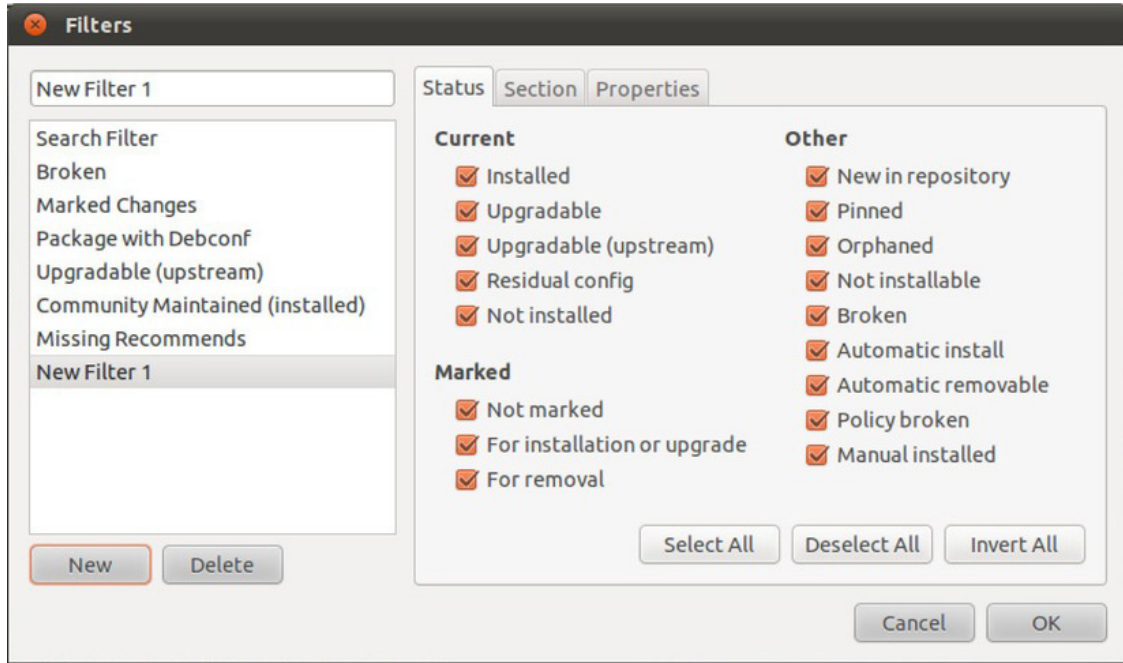 Filters
New Filter 1
Search Filter
Broken
Marked Changes
Package with Debconf
Upgradable (upstream)
Community Maintained (installed)
Missing Recommends
New Filter 1
New Delete
Status Section Properties
Current
Installed
Upgradable
Upgradable (upstream)
Residual config
Not installed
Marked
Not marked
For installation or upgrade
For removal
Other
New in repository
Pinned
Orphaned
Not installable
Broken
Automatic install
Automatic removable
Policy broken
Manual installed
Select All Deselect All Invert All
Cancel OK